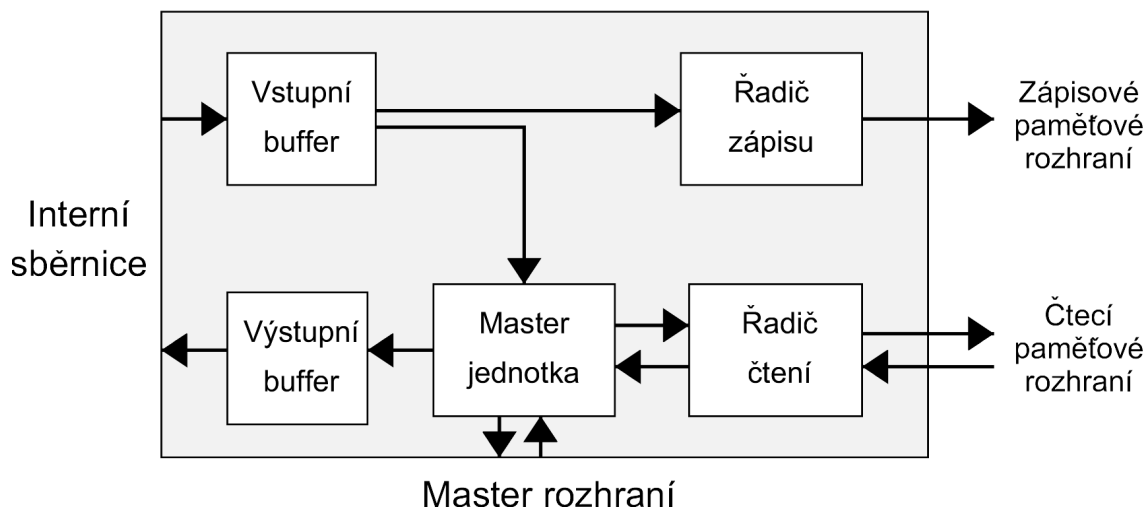 Vstupní
buffer
Řadič
zápisu
Zápisové
paměťové
rozhraní
Interní
sběrnice
Výstupní
buffer
Master
jednotka
Řadič
čtení
Čtecí
paměťové
rozhraní
Master rozhraní